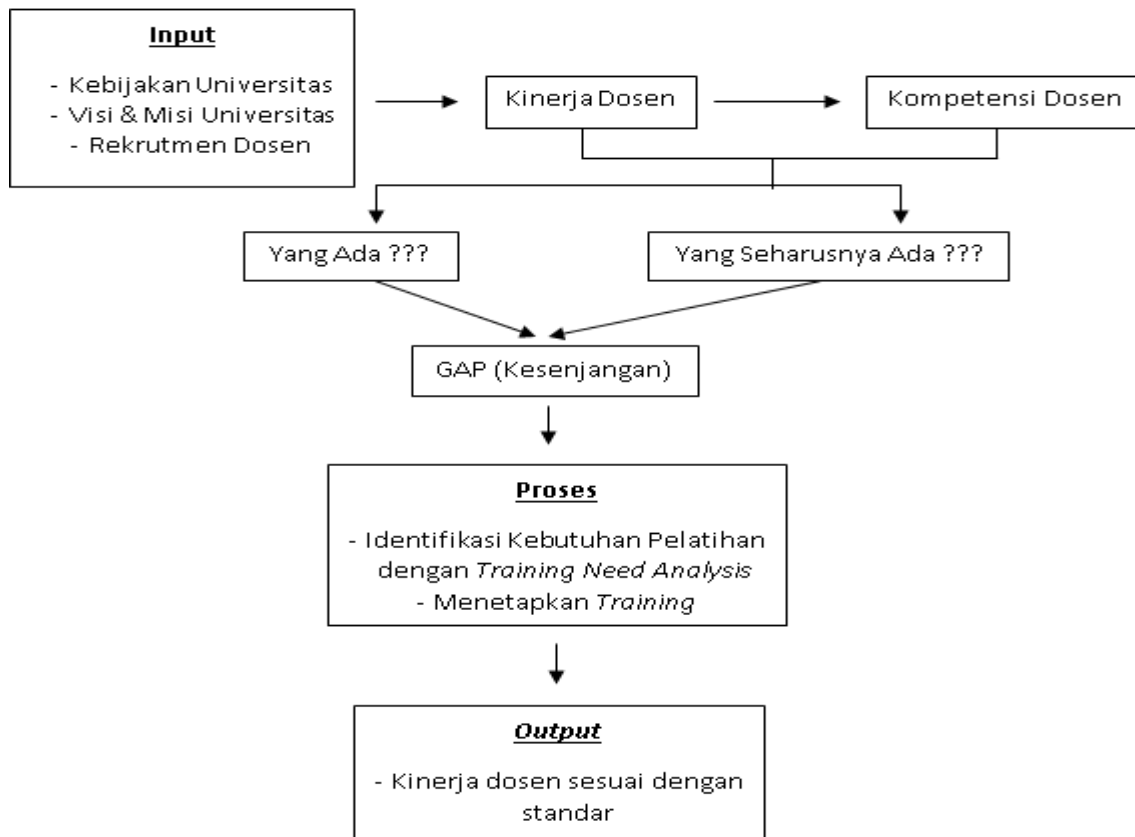 Input
- Kebijakan Universitas
- Visi & Misi Universitas
- Rekrutmen Dosen
Kinerja Dosen
Kompetensi Dosen
Yang Ada ???
Yang Seharusnya Ada ???
GAP (Kesenjangan)
Proses
- Identifikasi Kebutuhan Pelatihan
dengan Training Need Analysis
- Menetapkan Training
Output
- Kinerja dosen sesuai dengan
standar